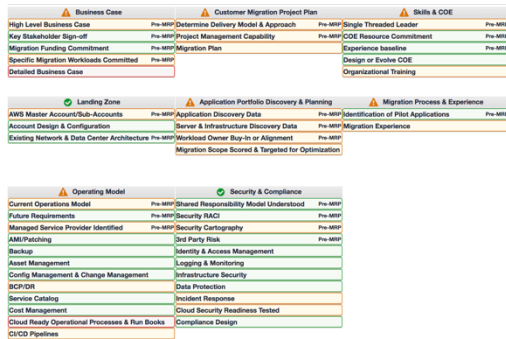 Business Case
High Level Business Case Pre-MRP
Key Stakeholder Sign-off Pre-MRP
Migration Funding Commitment Pre-MRP
Specific Migration Workloads Committed Pre-MRP
Detailed Business Case
Customer Migration Project Plan
Determine Delivery Model & Approach Pre-MRP
Project Management Capability Pre-MRP
Migration Plan
Skills & COE
Single Threaded Leader Pre-MRP
COE Resource Commitment Pre-MRP
Experience baseline Pre-MRP
Design or Evolve COE
Organizational Training
Landing Zone
AWS Master Account/Sub-Accounts Pre-MRP
Account Design & Configuration Pre-MRP
Existing Network & Data Center Architecture Pre-MRP
Application Portfolio Discovery & Planning
Application Discovery Data Pre-MRP
Server & Infrastructure Discovery Data Pre-MRP
Workload Owner Buy-In or Alignment Pre-MRP
Migration Scope Scored & Targeted for Optimization
Migration Process & Experience
Identification of Pilot Applications Pre-MRP
Migration Experience
Operating Model
Current Operations Model Pre-MRP
Future Requirements Pre-MRP
Managed Service Provider Identified Pre-MRP
AMI/Patching
Backup
Asset Management
Config Management & Change Management
BCP/DR
Service Catalog
Cost Management
Cloud Ready Operational Processes & Run Books
CI/CD Pipelines
Security & Compliance
Shared Responsibility Model Understood Pre-MRP
Security RACI Pre-MRP
Security Cartography Pre-MRP
3rd Party Risk Pre-MRP
Identity & Access Management
Logging & Monitoring
Infrastructure Security
Data Protection
Incident Response
Cloud Security Readiness Tested
Compliance Design